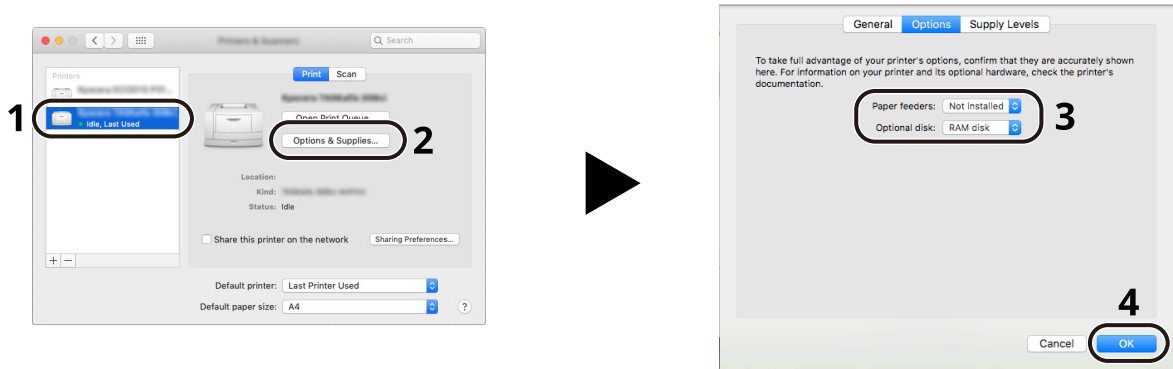 Search
Printers
Print Scan
1
Idle, Last Used
Open Print Queue
Options & Supplies...
2
Location:
Kind:
Status: Idle
Share this printer on the network
Sharing Preferences...
+ −
Default printer: Last Printer Used
Default paper size: A4
?
General Options Supply Levels
To take full advantage of your printer's options, confirm that they are accurately shown
here. For information on your printer and its optional hardware, check the printer's
documentation.
Paper feeders: Not installed
Optional disk: RAM disk
3
4
Cancel OK